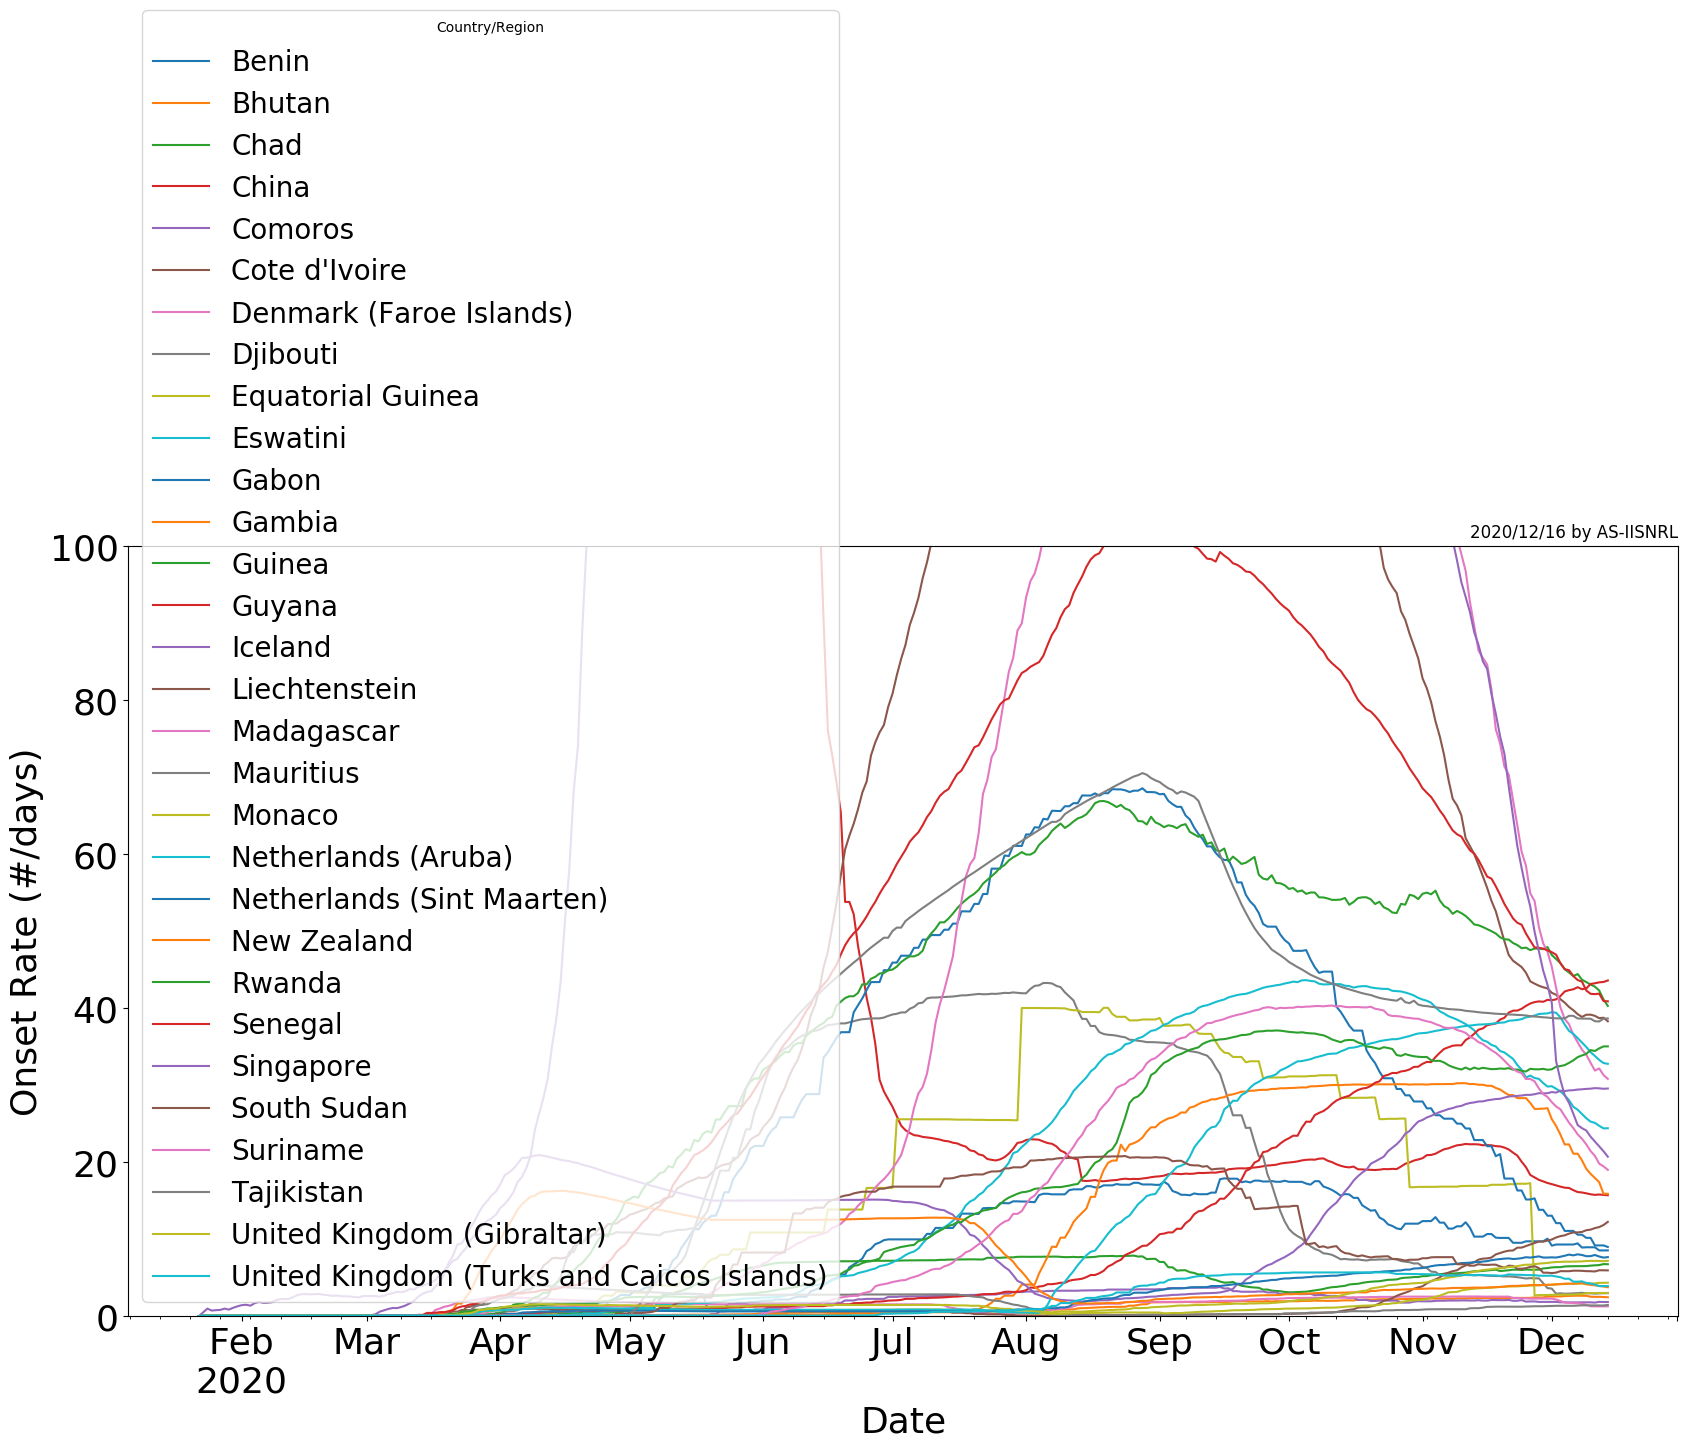 Country/Region
Benin
Bhutan
Chad
China
Comoros
Cote d'Ivoire
Denmark (Faroe Islands)
Djibouti
Equatorial Guinea
Eswatini
Gabon
Gambia
Guinea
Guyana
Iceland
Liechtenstein
Madagascar
Mauritius
Monaco
Netherlands (Aruba)
Netherlands (Sint Maarten)
New Zealand
Rwanda
Senegal
Singapore
South Sudan
Suriname
Tajikistan
United Kingdom (Gibraltar)
United Kingdom (Turks and Caicos Islands)
2020/12/16 by AS-IISNRL
100
80
60
40
20
0
Onset Rate (#/days)
Feb Mar Apr May Jun Jul Aug Sep Oct Nov Dec
2020
Date